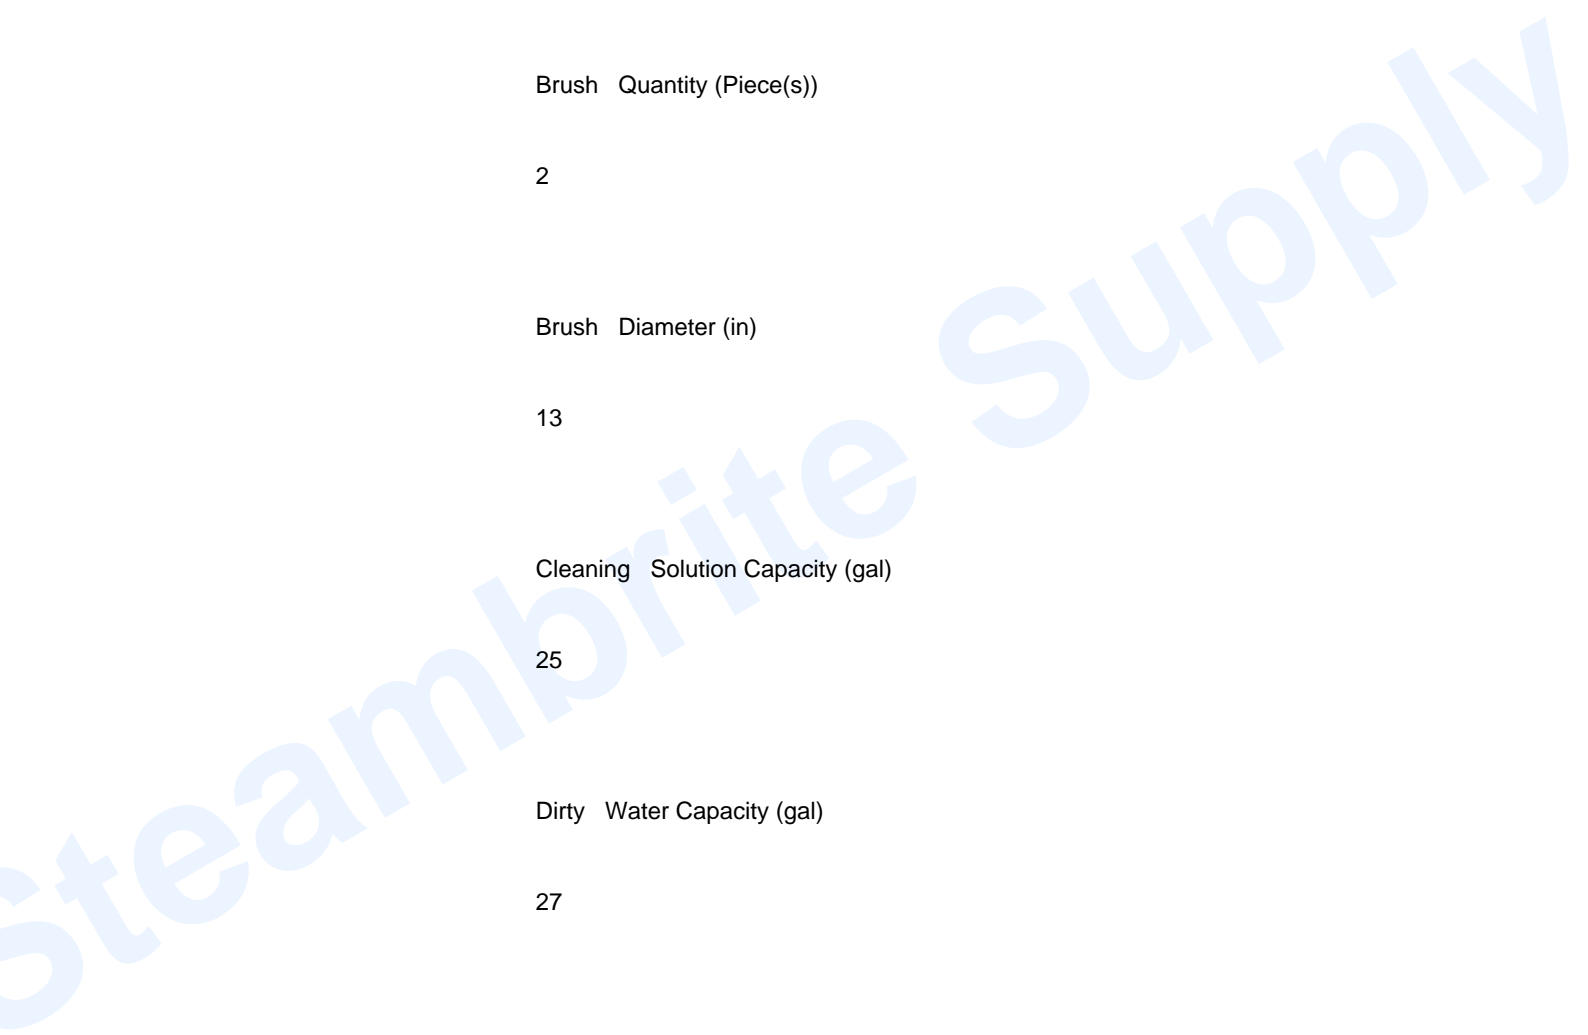 Brush Quantity (Piece(s))
2
Brush Diameter (in)
13
Cleaning Solution Capacity (gal)
25
Dirty Water Capacity (gal)
27
Steambrite Supply